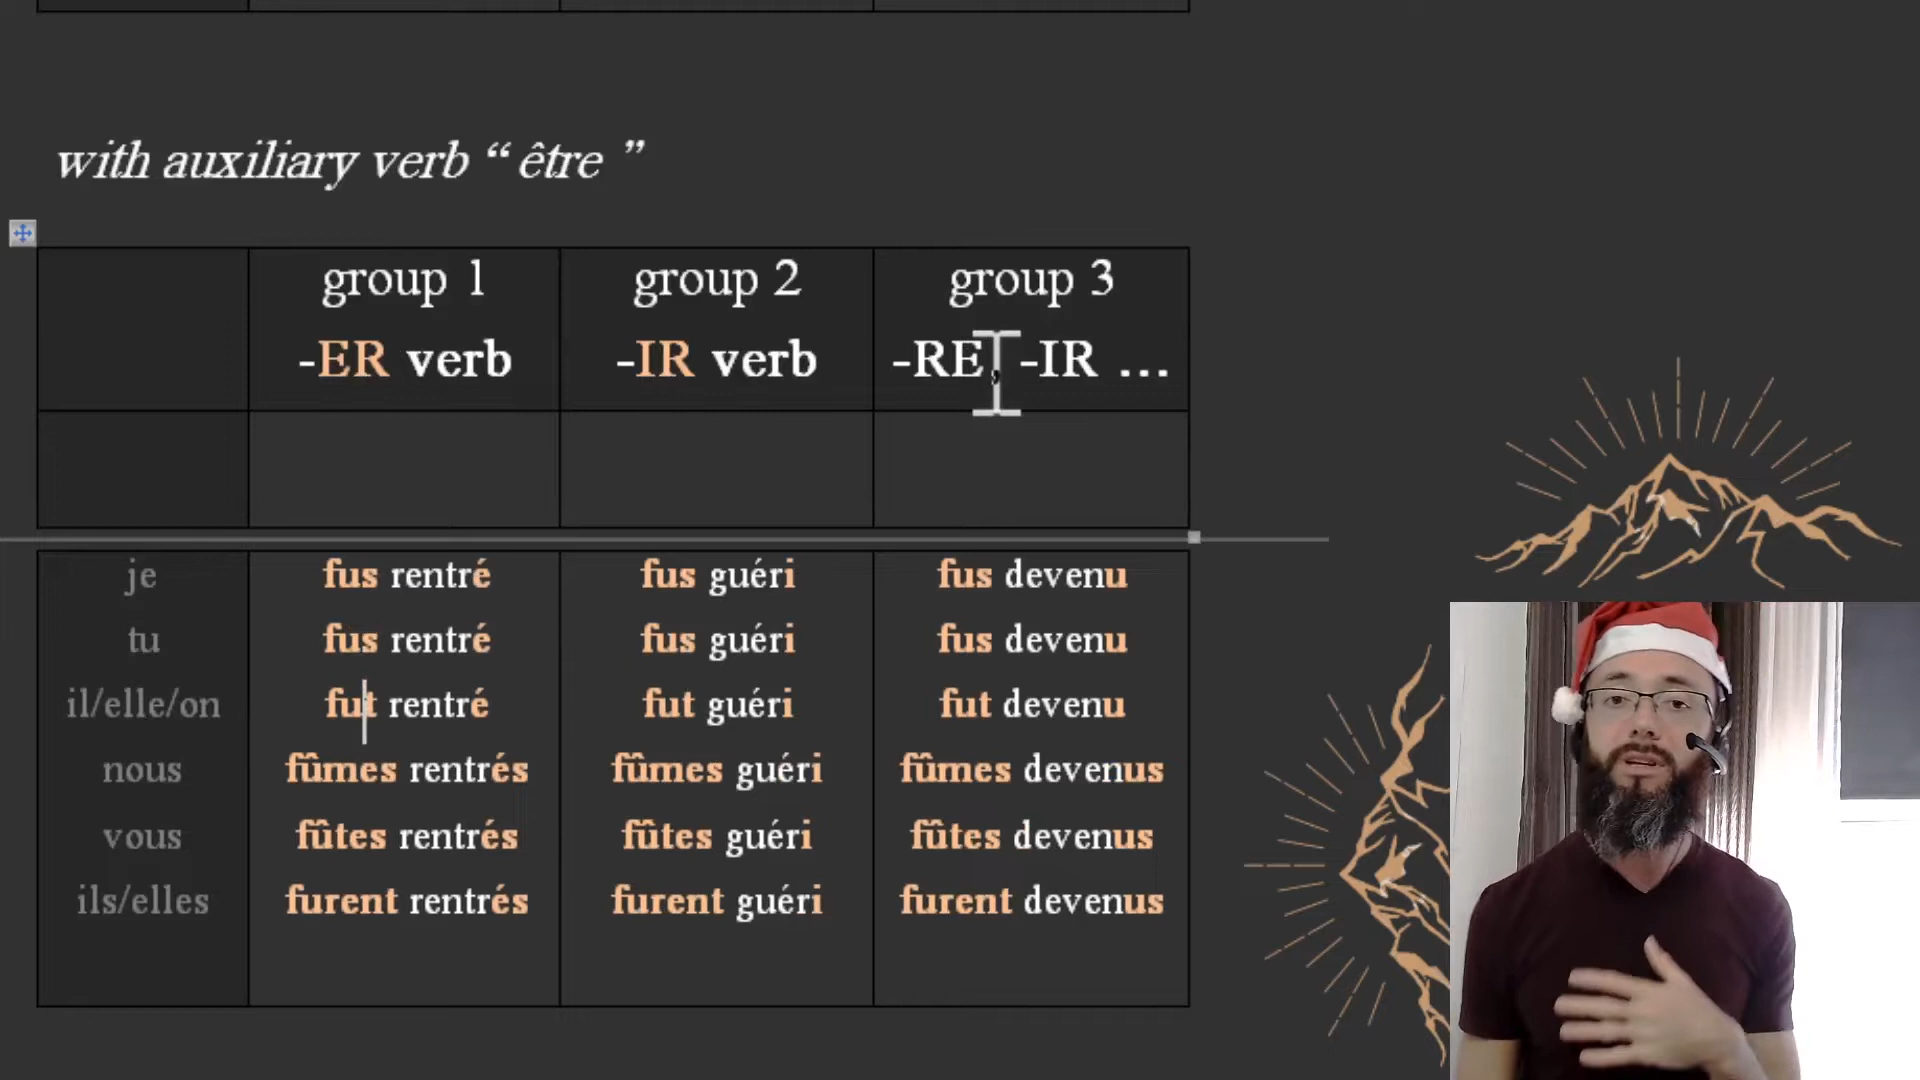 with auxiliary verb “ être ”
group 1 group 2 group 3
-ER verb -IR verb -RE, -IR ...
je fus rentré fus guéri fus devenu
tu fus rentré fus guéri fus devenu
il/elle/on fut rentré fut guéri fut devenu
nous fûmes rentrés fûmes guéri fûmes devenus
vous fûtes rentrés fûtes guéri fûtes devenus
ils/elles furent rentrés furent guéri furent devenus